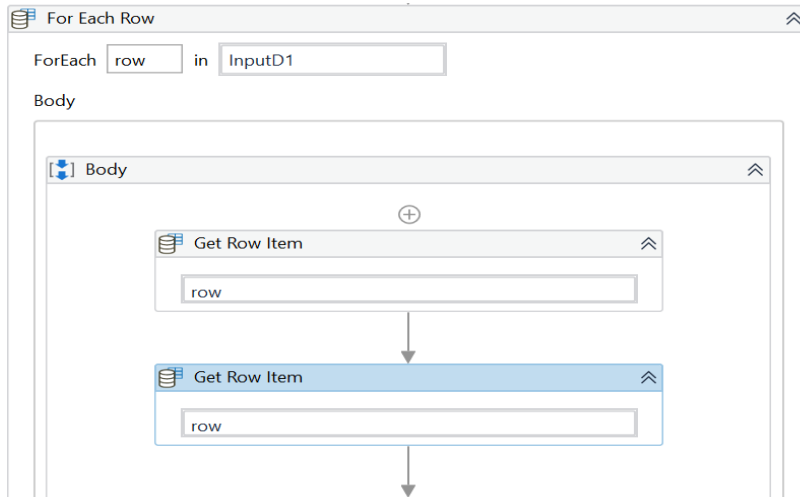 For Each Row
ForEach row in InputD1
Body
Body
Get Row Item
row
Get Row Item
row